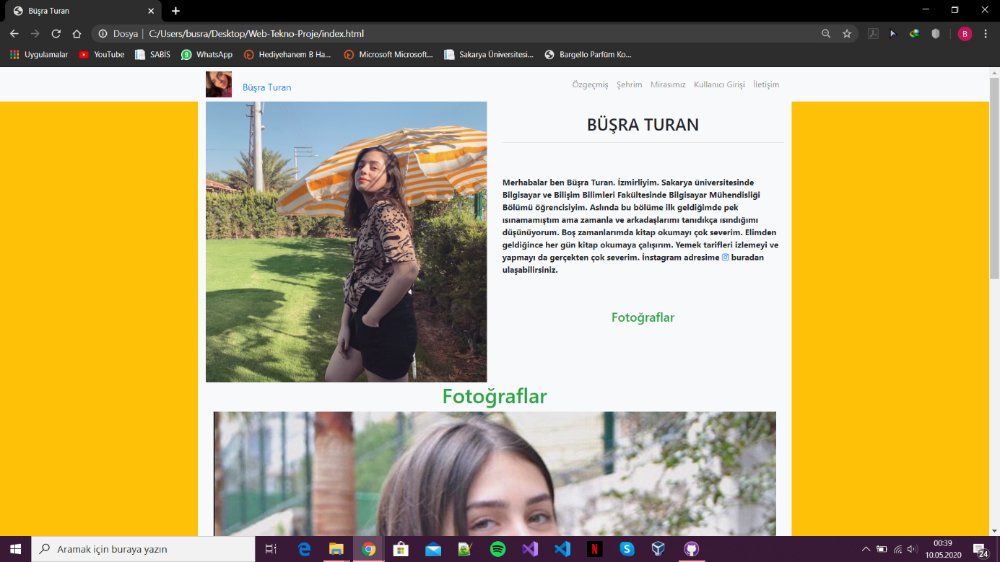 Büşra Turan
Dosya | C:/Users/busra/Desktop/Web-Tekno-Proje/index.html
B
Uygulamalar
YouTube
SABİS
9
WhatsApp
Hediyehanem B Ha...
Microsoft Microsoft...
Sakarya Üniversitesi...
Bargello Parfüm Ko...
Büşra Turan
Özgeçmiş Şehrim Mirasımız Kullanıcı Girişi İletişim
BÜŞRA TURAN
Merhabalar ben Büşra Turan. İzmirliyim. Sakarya üniversitesinde
Bilgisayar ve Bilişim Bilimleri Fakültesinde Bilgisayar Mühendisliği
Bölümü öğrencisiyim. Aslında bu bölüme ilk geldiğimde pek
ısınamamıştım ama zamanla ve arkadaşlarımı tanıdıkça ısındığımı
düşünüyorum. Boş zamanlarımda kitap okumayı çok severim. Elimden
geldiğince her gün kitap okumaya çalışırım. Yemek tarifleri izlemeyi ve
yapmayı da gerçekten çok severim. İnstagram adresime buradan
ulaşabilirsiniz.
Fotoğraflar
Fotoğraflar
Aramak için buraya yazın
N
S
00:39
10.05.2020
24